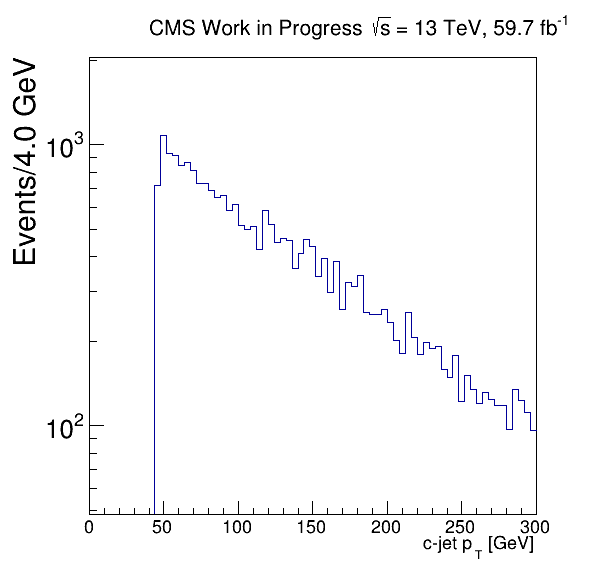 CMS Work in Progress √s = 13 TeV, 59.7 fb⁻¹
Events/4.0 GeV
10³
10²
0 50 100 150 200 250 300
c-jet p_T [GeV]